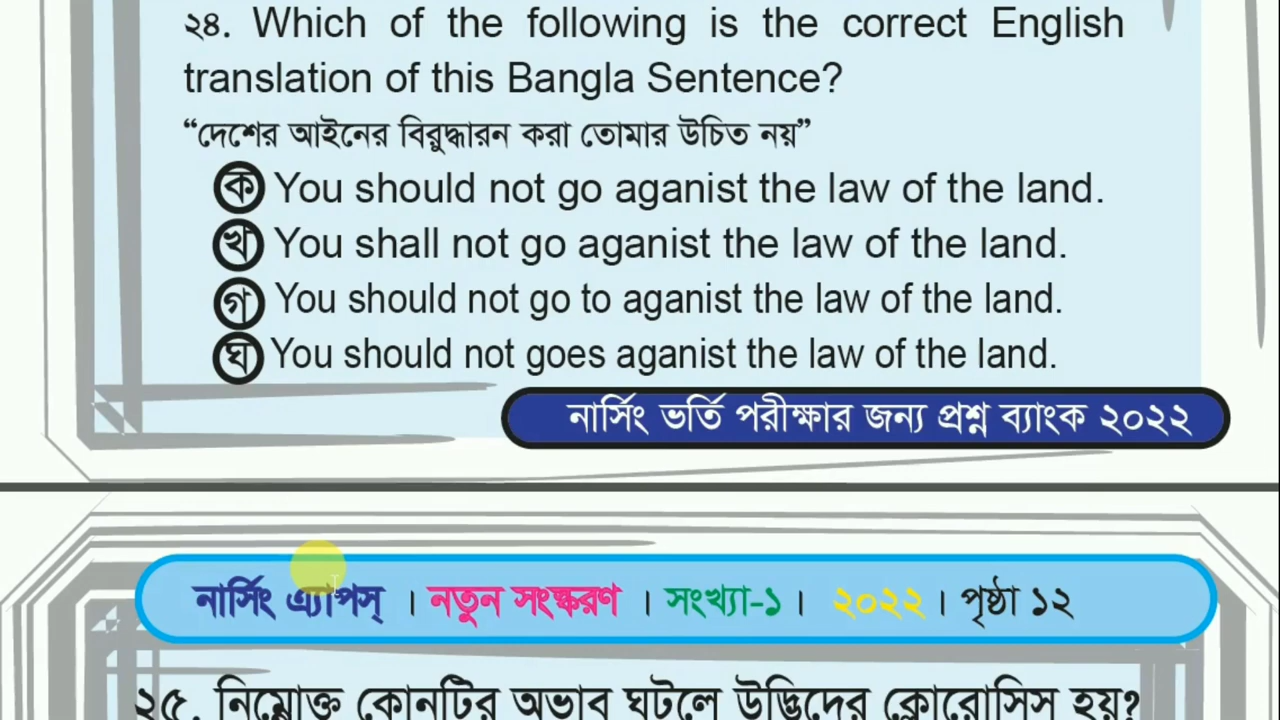 ২৪. Which of the following is the correct English
translation of this Bangla Sentence?
“দেশের আইনের বিরুদ্ধারন করা তোমার উচিত নয়”
ক You should not go aganist the law of the land.
খ You shall not go aganist the law of the land.
গ You should not go to aganist the law of the land.
ঘ You should not goes aganist the law of the land.
নার্সিং ভর্তি পরীক্ষার জন্য প্রশ্ন ব্যাংক ২০২২
নার্সিং এ্যাপস্ । নতুন সংস্করণ । সংখ্যা-১ । ২০২২ । পৃষ্ঠা ১২
২৫. নিম্নোক্ত কোনটির অভাব ঘটলে উদ্ভিদের ক্লোরোসিস হয়?